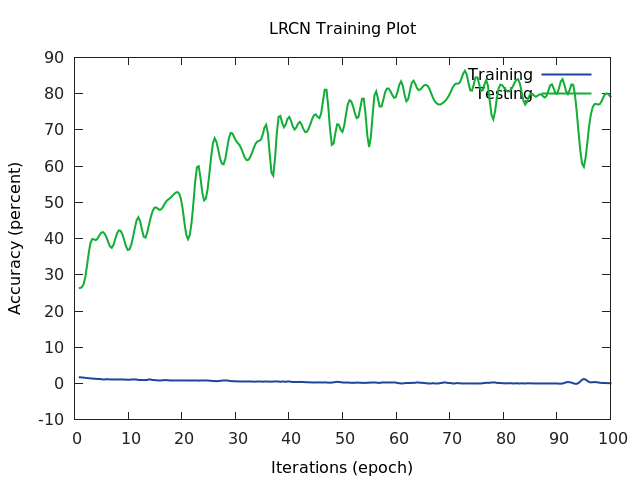 LRCN Training Plot
90
80
70
60
50
40
30
20
10
0
-10
Accuracy (percent)
Training
Testing
0 10 20 30 40 50 60 70 80 90 100
Iterations (epoch)